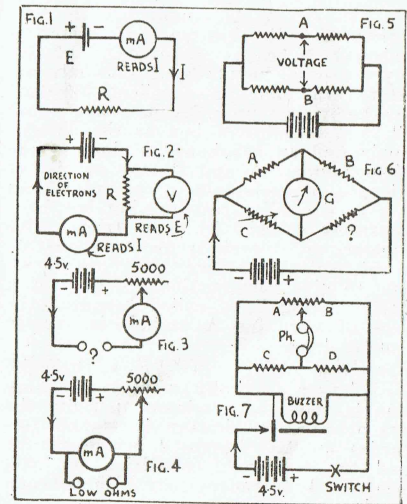 FIG.1
+ -
E
mA
READS I
I
R
FIG.5
A
VOLTAGE
B
+ -
FIG.2
DIRECTION
OF
ELECTRONS
R
V
READS E
mA
READS I
FIG 6
A
B
G
C
?
- +
4·5v.
5000
- +
mA
?
FIG.3
4·5v
5000
- +
mA
FIG.4
LOW OHMS
A
B
Ph.
C
D
FIG.7
BUZZER
- +
4·5v.
SWITCH